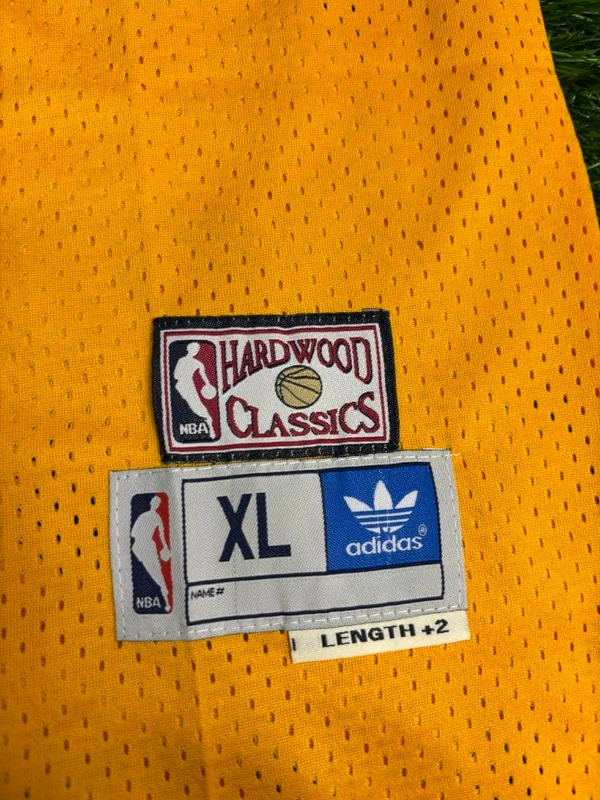 HARDWOOD
NBA
CLASSICS
XL
adidas®
NBA
NAME#
LENGTH +2